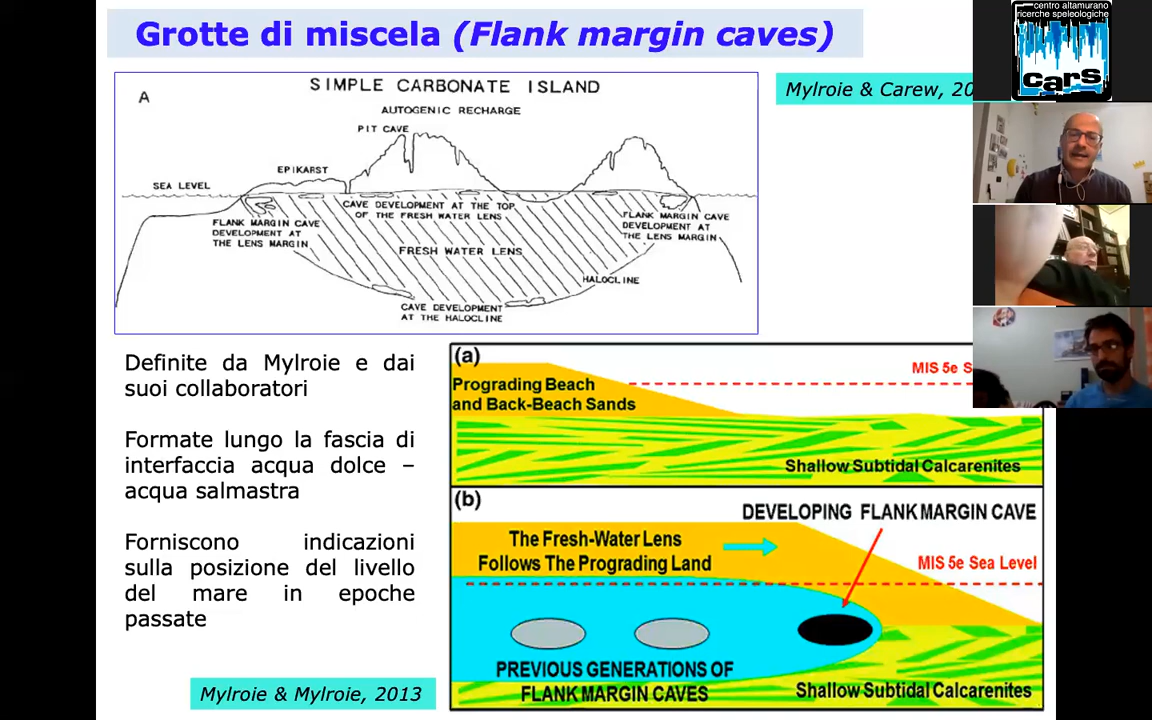 Grotte di miscela (Flank margin caves)
centro altamurano
ricerche speleologiche
cars
Mylroie & Carew, 20
A
SIMPLE CARBONATE ISLAND
AUTOGENIC RECHARGE
PIT CAVE
EPIKARST
SEA LEVEL
CAVE DEVELOPMENT AT THE TOP
OF THE FRESH WATER LENS
FLANK MARGIN CAVE
DEVELOPMENT AT
THE LENS MARGIN
FLANK MARGIN CAVE
DEVELOPMENT AT
THE LENS MARGIN
FRESH WATER LENS
HALOCLINE
CAVE DEVELOPMENT
AT THE HALOCLINE
Definite da Mylroie e dai
suoi collaboratori
Formate lungo la fascia di
interfaccia acqua dolce –
acqua salmastra
Forniscono indicazioni
sulla posizione del livello
del mare in epoche
passate
Mylroie & Mylroie, 2013
(a)
MIS 5e S
Prograding Beach
and Back-Beach Sands
Shallow Subtidal Calcarenites
(b)
DEVELOPING FLANK MARGIN CAVE
The Fresh-Water Lens
Follows The Prograding Land
MIS 5e Sea Level
PREVIOUS GENERATIONS OF
FLANK MARGIN CAVES
Shallow Subtidal Calcarenites